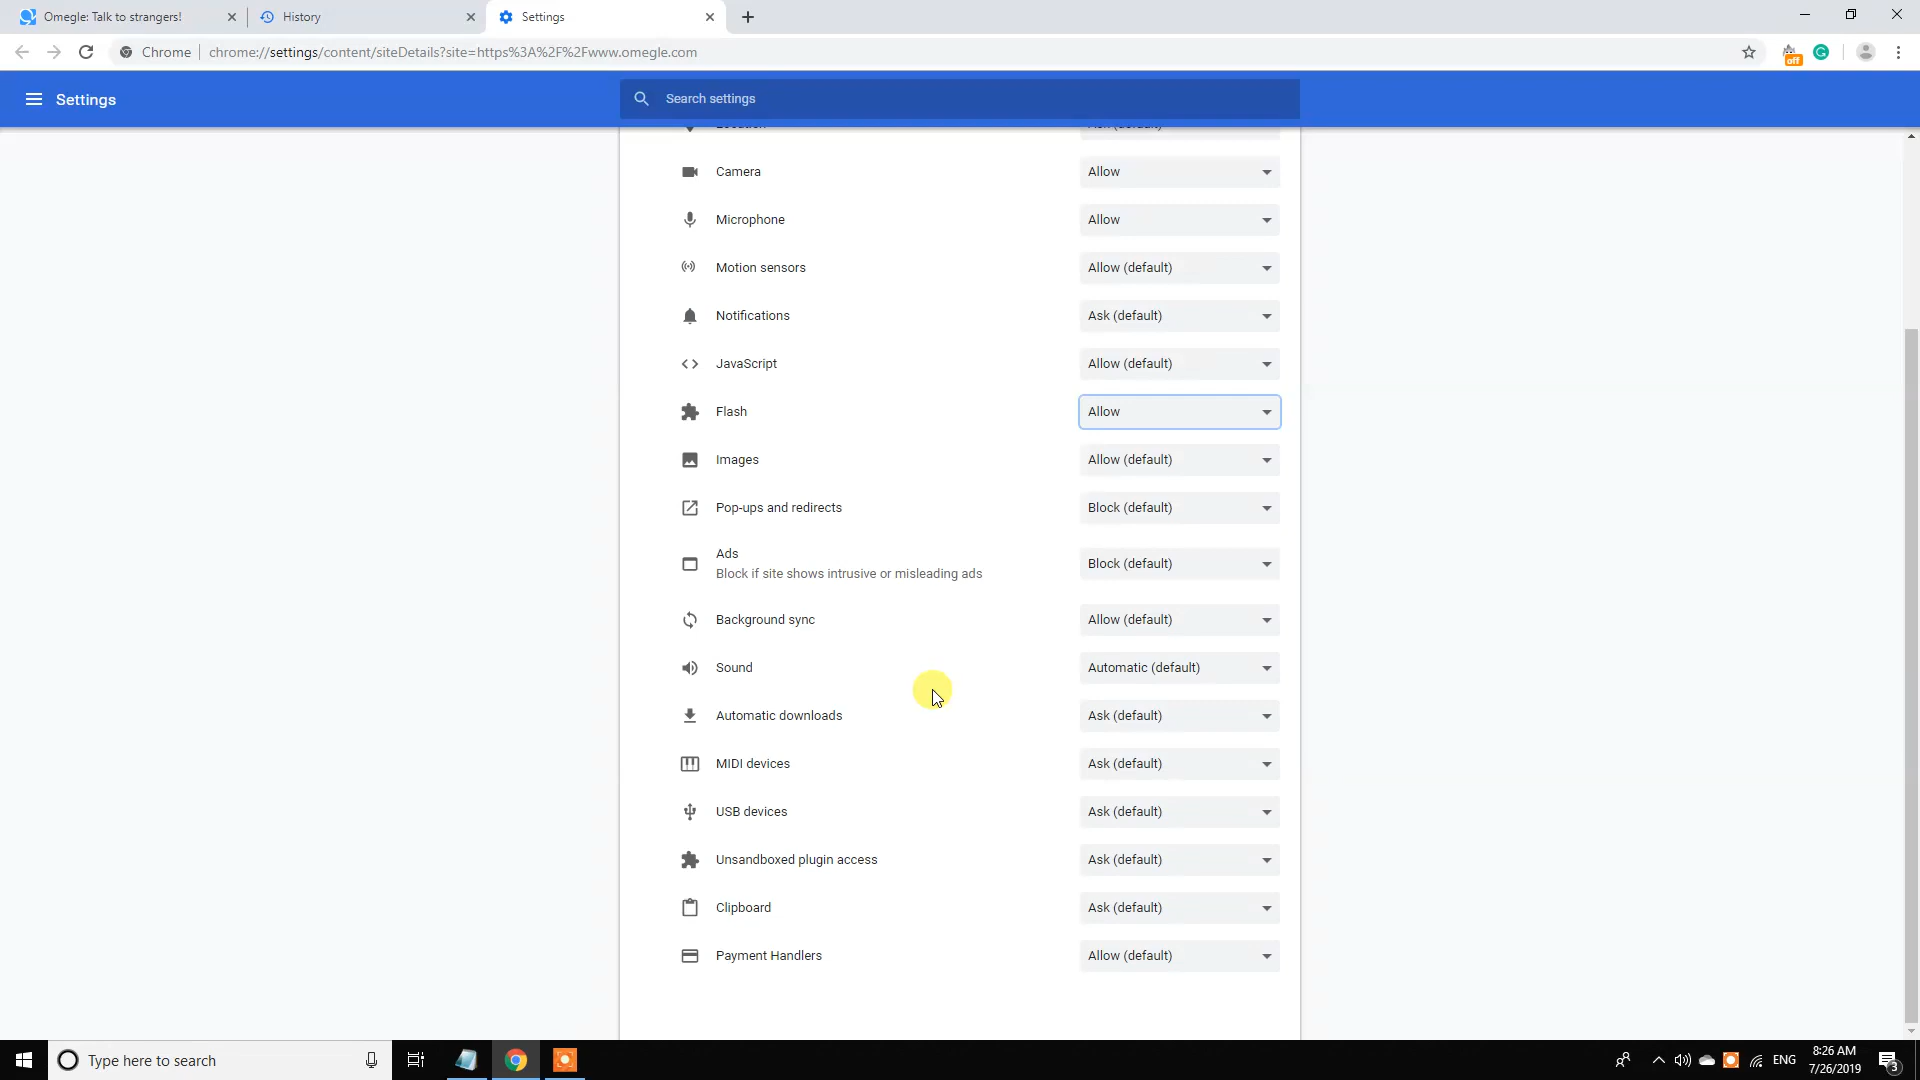 Omegle: Talk to strangers!
History
Settings
Chrome
chrome://settings/content/siteDetails?site=https%3A%2F%2Fwww.omegle.com
off
Settings
Search settings
Camera
Allow
Microphone
Allow
Motion sensors
Allow (default)
Notifications
Ask (default)
JavaScript
Allow (default)
Flash
Allow
Images
Allow (default)
Pop-ups and redirects
Block (default)
Ads
Block if site shows intrusive or misleading ads
Block (default)
Background sync
Allow (default)
Sound
Automatic (default)
Automatic downloads
Ask (default)
MIDI devices
Ask (default)
USB devices
Ask (default)
Unsandboxed plugin access
Ask (default)
Clipboard
Ask (default)
Payment Handlers
Allow (default)
Type here to search
ENG
8:26 AM
7/26/2019
3